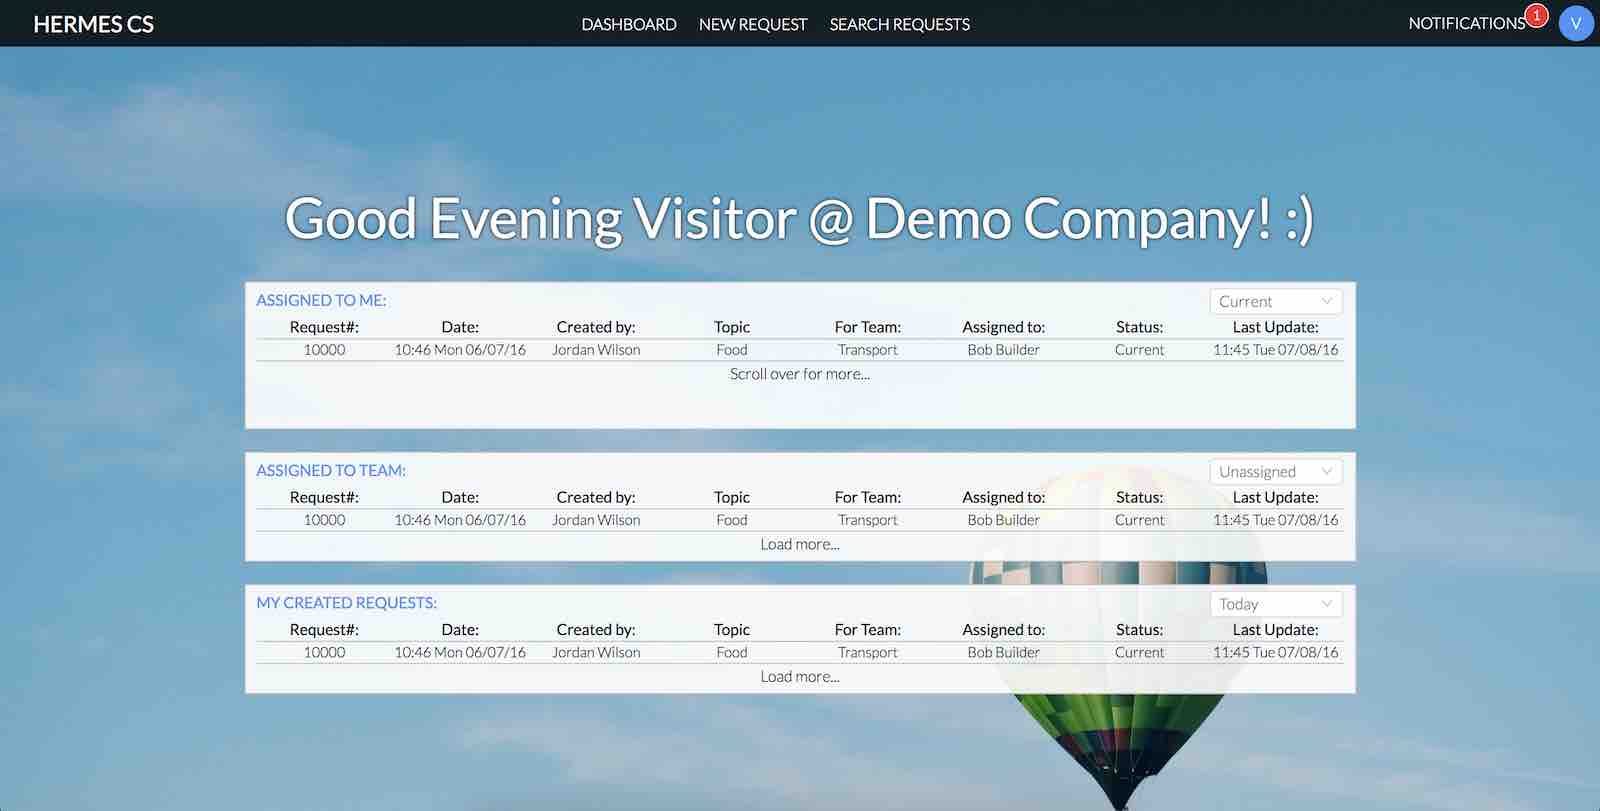 HERMES CS DASHBOARD NEW REQUEST SEARCH REQUESTS NOTIFICATIONS 1 V
Good Evening Visitor @ Demo Company! :)
ASSIGNED TO ME: Current
Request#: Date: Created by: Topic For Team: Assigned to: Status: Last Update:
10000 10:46 Mon 06/07/16 Jordan Wilson Food Transport Bob Builder Current 11:45 Tue 07/08/16
Scroll over for more...
ASSIGNED TO TEAM: Unassigned
Request#: Date: Created by: Topic For Team: Assigned to: Status: Last Update:
10000 10:46 Mon 06/07/16 Jordan Wilson Food Transport Bob Builder Current 11:45 Tue 07/08/16
Load more...
MY CREATED REQUESTS: Today
Request#: Date: Created by: Topic For Team: Assigned to: Status: Last Update:
10000 10:46 Mon 06/07/16 Jordan Wilson Food Transport Bob Builder Current 11:45 Tue 07/08/16
Load more...